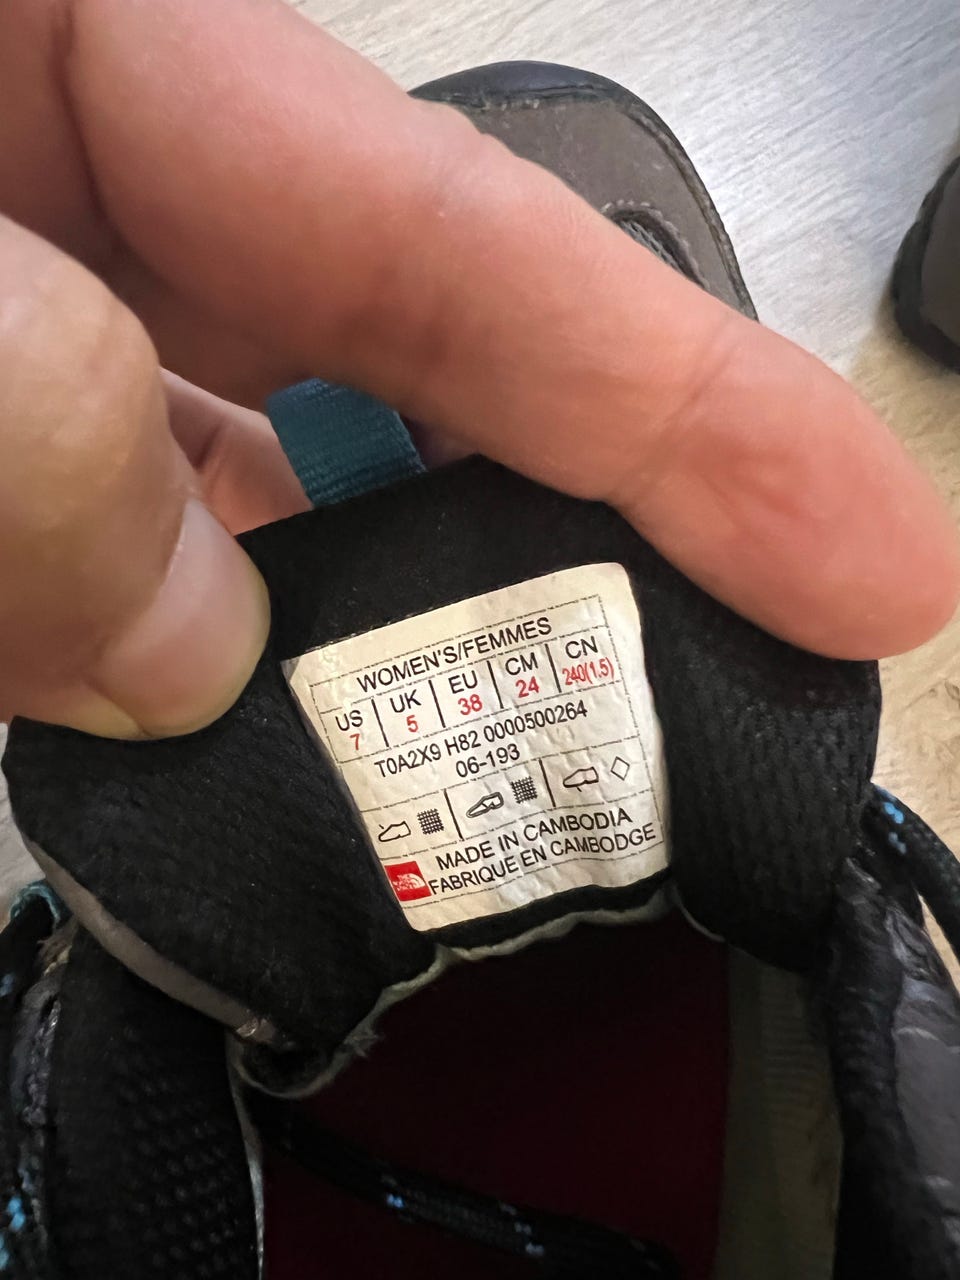 WOMEN'S/FEMMES
US UK EU CM CN
7 5 38 24 240(1.5)
T0A2X9 H82 0000500264
06-193
MADE IN CAMBODIA
FABRIQUE EN CAMBODGE